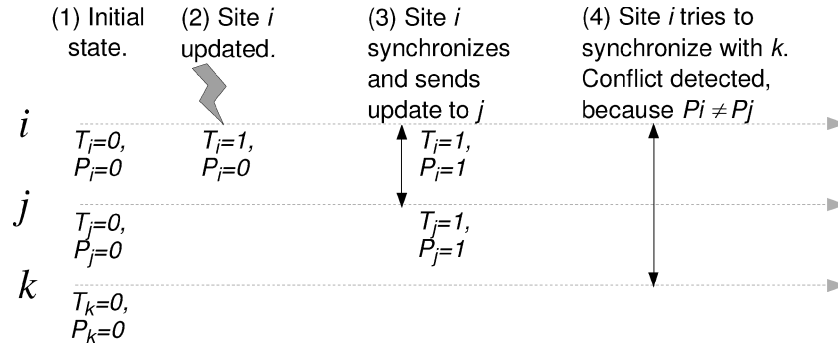 (1) Initial
state.
(2) Site i
updated.
(3) Site i
synchronizes
and sends
update to j
(4) Site i tries to
synchronize with k.
Conflict detected,
because Pi ≠ Pj
i
Ti=0,
Pi=0
Ti=1,
Pi=0
Ti=1,
Pi=1
j
Tj=0,
Pj=0
Tj=1,
Pj=1
k
Tk=0,
Pk=0